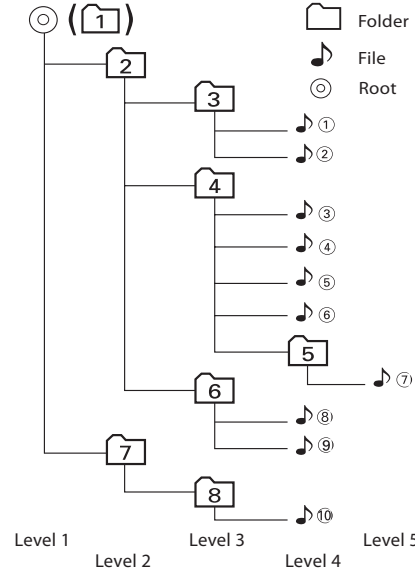 (1)
Folder
2
File
Root
3
①
②
4
③
④
⑤
⑥
5
⑦
6
⑧
⑨
7
8
⑩
Level 1
Level 2
Level 3
Level 4
Level 5